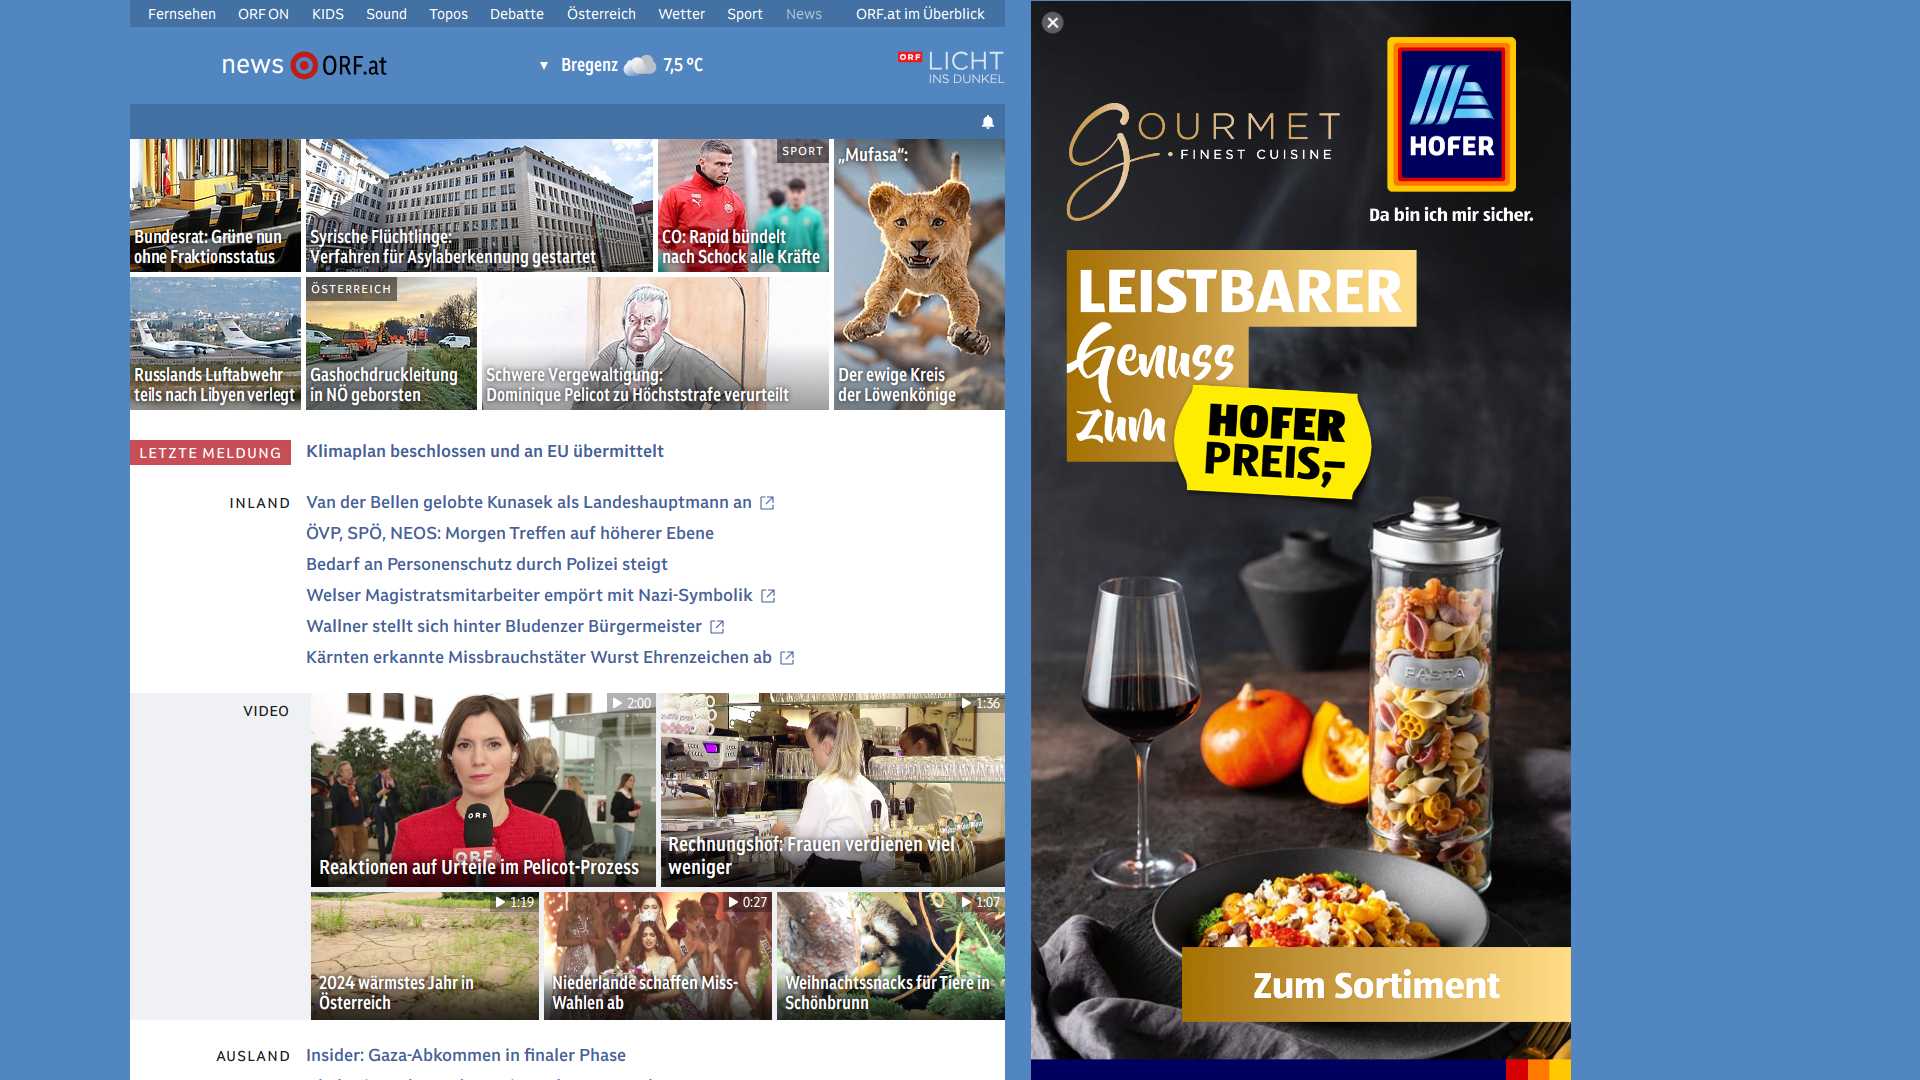 Fernsehen ORF ON KIDS Sound Topos Debatte Österreich Wetter Sport News ORF.at im Überblick
news ORF.at
Bregenz 7,5 °C
ORF LICHT
INS DUNKEL
Bundesrat: Grüne nun
ohne Fraktionsstatus
Syrische Flüchtlinge:
Verfahren für Asylaberkennung gestartet
SPORT
CO: Rapid bündelt
nach Schock alle Kräfte
„Mufasa“:
Der ewige Kreis
der Löwenkönige
Russlands Luftabwehr
teils nach Libyen verlegt
ÖSTERREICH
Gashochdruckleitung
in NÖ geborsten
Schwere Vergewaltigung:
Dominique Pelicot zu Höchststrafe verurteilt
LETZTE MELDUNG
Klimaplan beschlossen und an EU übermittelt
INLAND
Van der Bellen gelobte Kunasek als Landeshauptmann an
ÖVP, SPÖ, NEOS: Morgen Treffen auf höherer Ebene
Bedarf an Personenschutz durch Polizei steigt
Welser Magistratsmitarbeiter empört mit Nazi-Symbolik
Wallner stellt sich hinter Bludenzer Bürgermeister
Kärnten erkannte Missbrauchstäter Wurst Ehrenzeichen ab
VIDEO
2:00
ORF
ORF
Reaktionen auf Urteile im Pelicot-Prozess
1:36
Rechnungshof: Frauen verdienen viel
weniger
1:19
2024 wärmstes Jahr in
Österreich
0:27
Niederlande schaffen Miss-
Wahlen ab
1:07
Weihnachtssnacks für Tiere in
Schönbrunn
AUSLAND
Insider: Gaza-Abkommen in finaler Phase
GOURMET
FINEST CUISINE
HOFER
Da bin ich mir sicher.
LEISTBARER
Genuss
zum
HOFER
PREIS,-
PASTA
Zum Sortiment